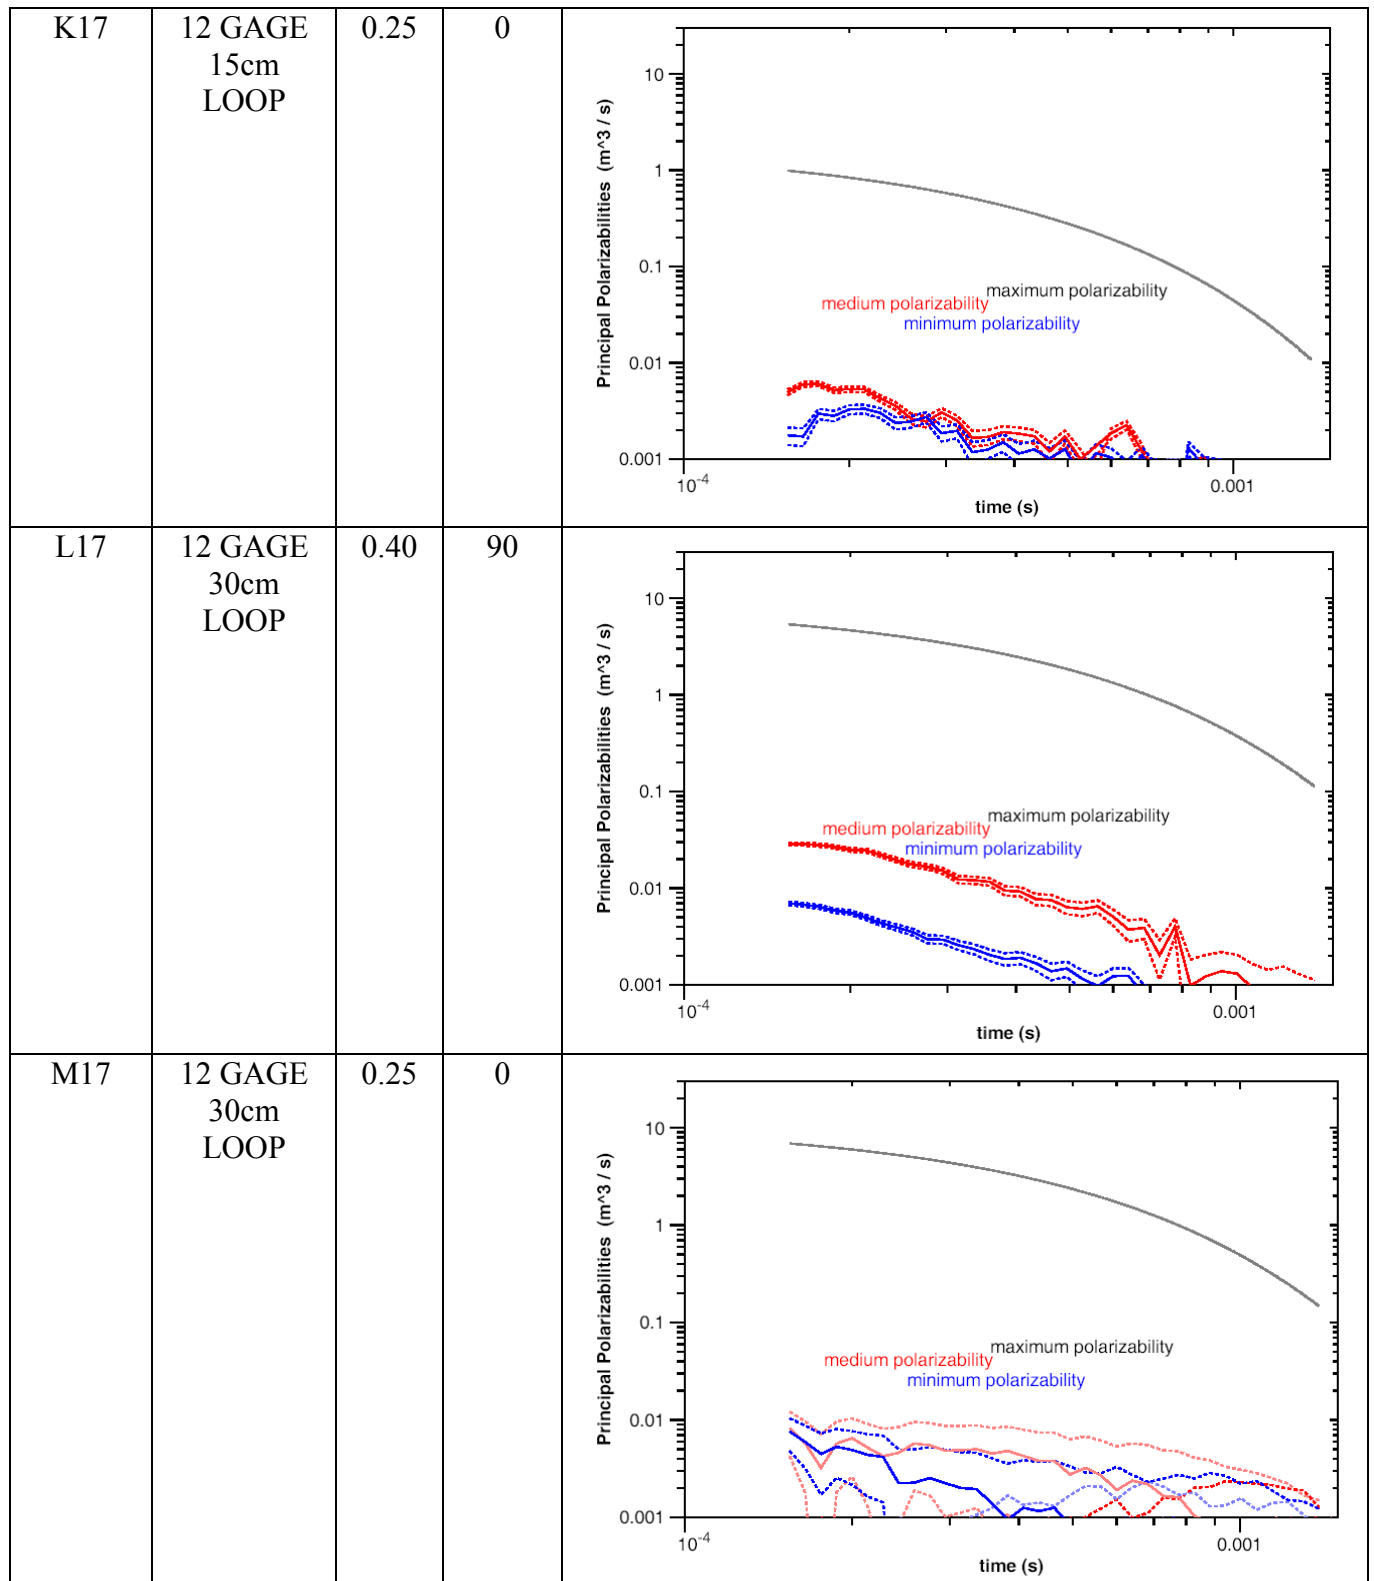 K17 12 GAGE 0.25 0
15cm
LOOP
Principal Polarizabilities (m^3 / s)
10
1
0.1
0.01
0.001
maximum polarizability
medium polarizability
minimum polarizability
10-4 0.001
time (s)
L17 12 GAGE 0.40 90
30cm
LOOP
Principal Polarizabilities (m^3 / s)
10
1
0.1
0.01
0.001
maximum polarizability
medium polarizability
minimum polarizability
10-4 0.001
time (s)
M17 12 GAGE 0.25 0
30cm
LOOP
Principal Polarizabilities (m^3 / s)
10
1
0.1
0.01
0.001
maximum polarizability
medium polarizability
minimum polarizability
10-4 0.001
time (s)